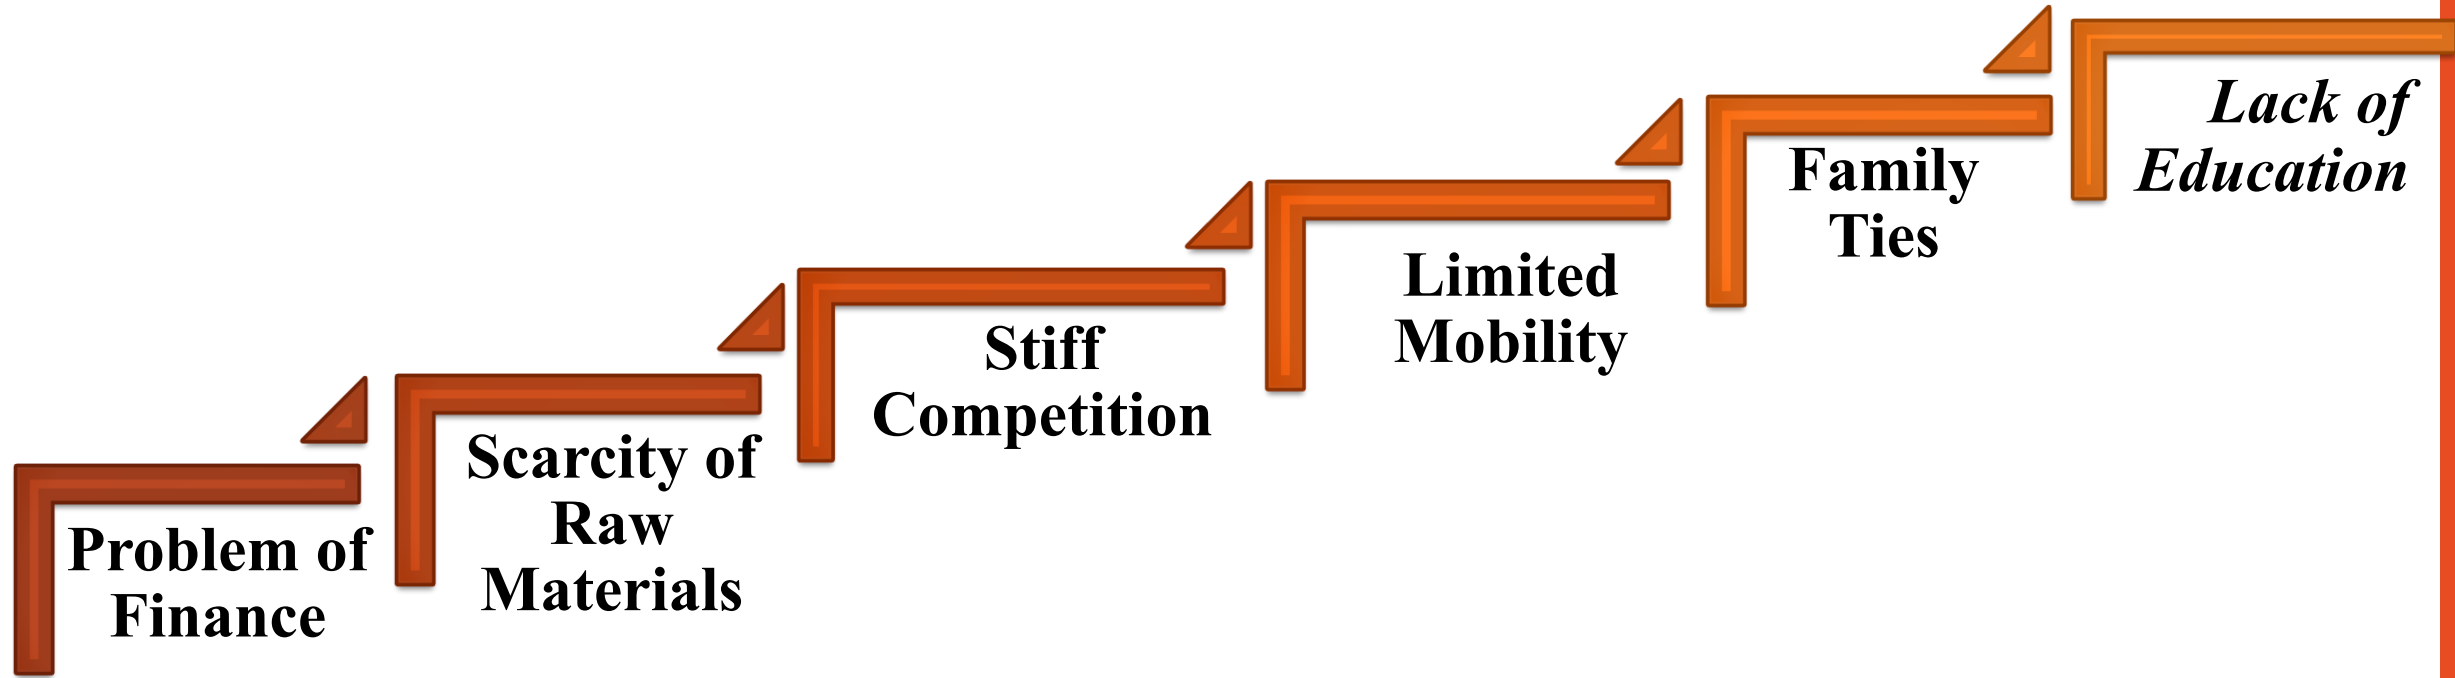 Problem of
Finance
Scarcity of
Raw
Materials
Stiff
Competition
Limited
Mobility
Family
Ties
Lack of
Education